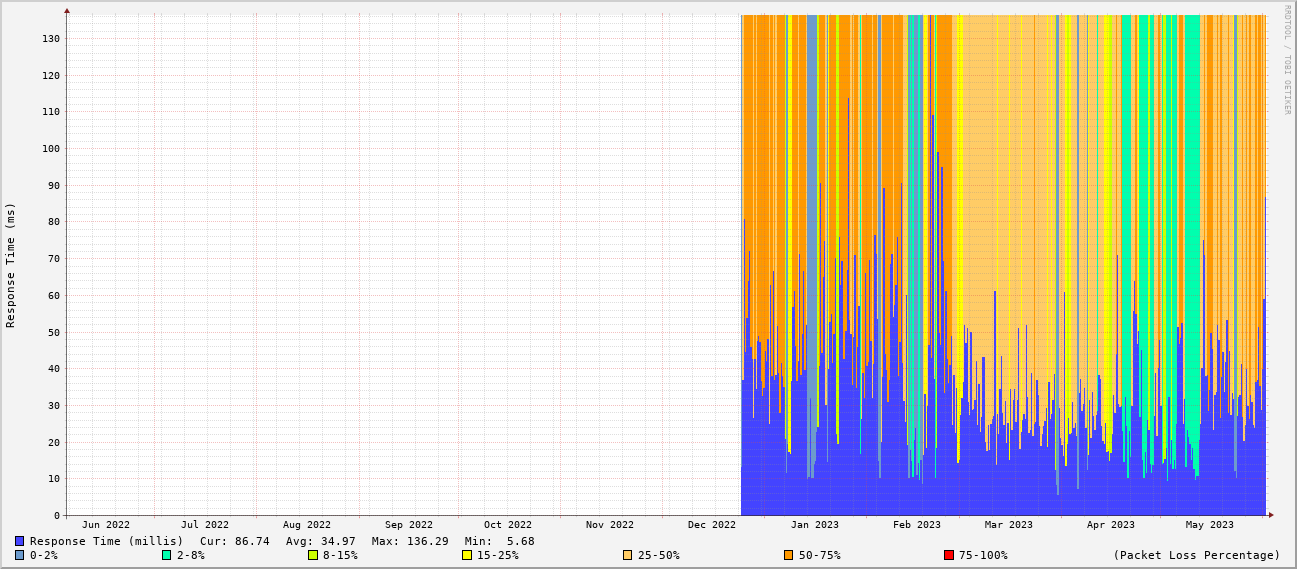 RRDTOOL / TOBI OETIKER
Response Time (ms)
130
120
110
100
90
80
70
60
50
40
30
20
10
0
Jun 2022 Jul 2022 Aug 2022 Sep 2022 Oct 2022 Nov 2022 Dec 2022 Jan 2023 Feb 2023 Mar 2023 Apr 2023 May 2023
Response Time (millis) Cur: 86.74 Avg: 34.97 Max: 136.29 Min: 5.68
0-2% 2-8% 8-15% 15-25% 25-50% 50-75% 75-100% (Packet Loss Percentage)